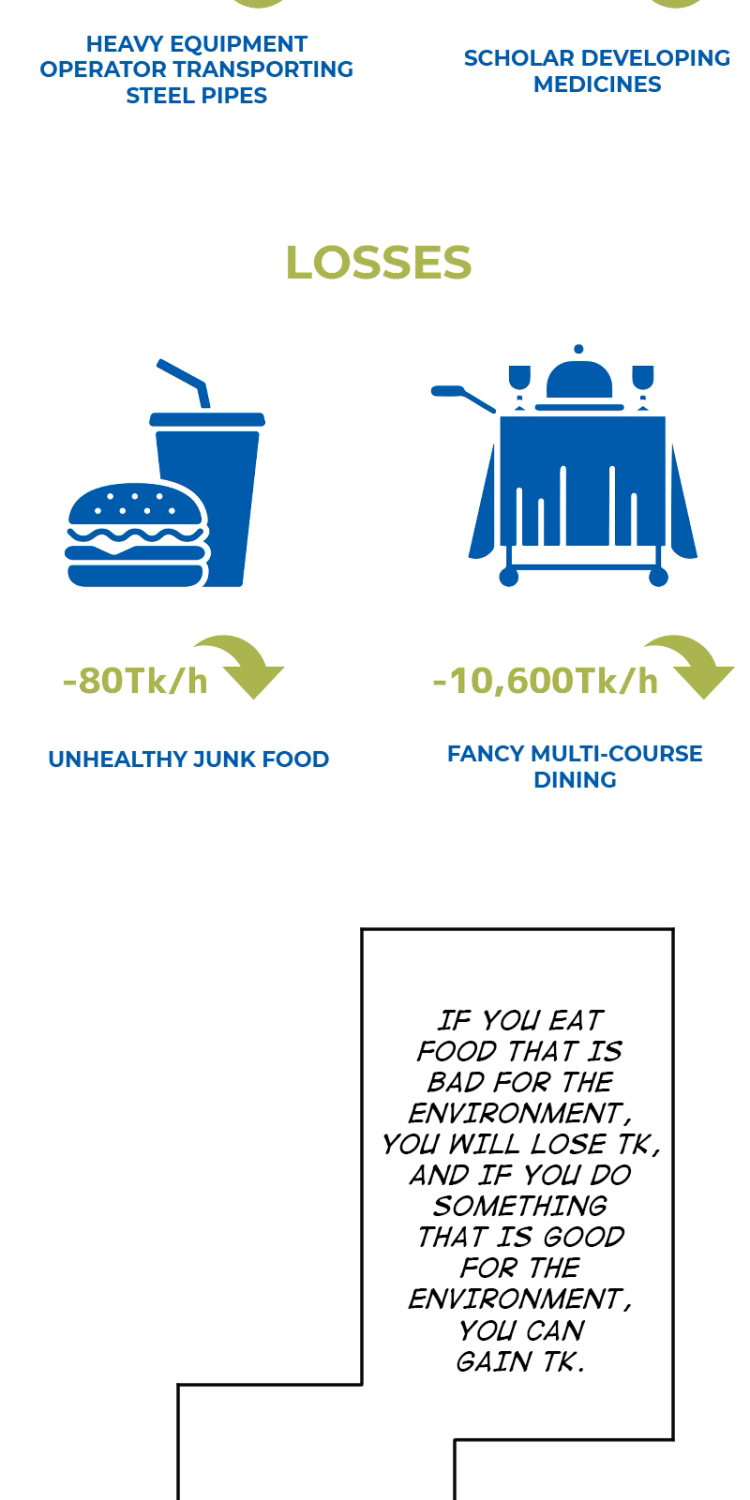 HEAVY EQUIPMENT
OPERATOR TRANSPORTING
STEEL PIPES
SCHOLAR DEVELOPING
MEDICINES
LOSSES
-80Tk/h
-10,600Tk/h
UNHEALTHY JUNK FOOD
FANCY MULTI-COURSE
DINING
IF YOU EAT
FOOD THAT IS
BAD FOR THE
ENVIRONMENT,
YOU WILL LOSE TK,
AND IF YOU DO
SOMETHING
THAT IS GOOD
FOR THE
ENVIRONMENT,
YOU CAN
GAIN TK.